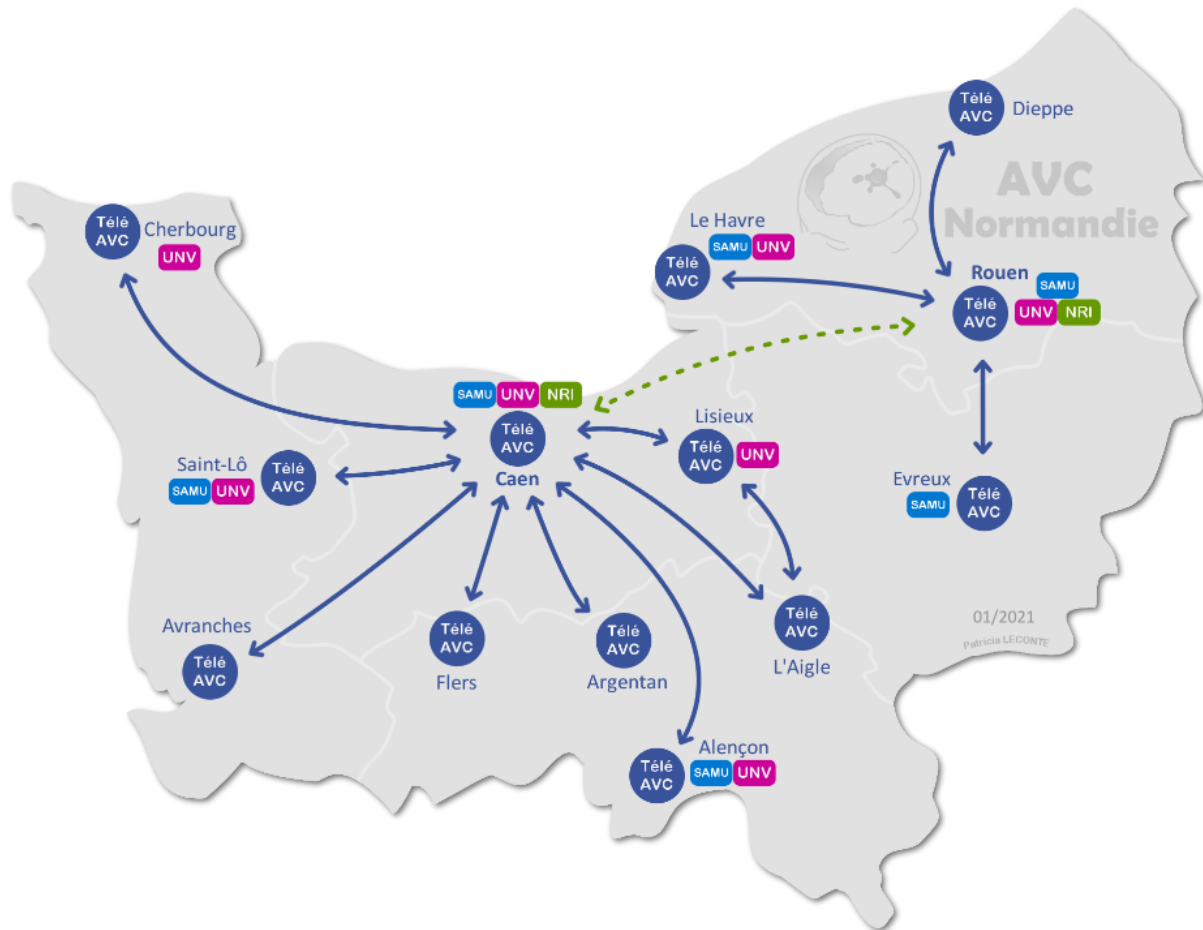 Télé
AVC
Dieppe
AVC
Normandie
Télé
AVC
Cherbourg
UNV
Le Havre
SAMU UNV
Télé
AVC
Rouen
SAMU
Télé
AVC
UNV NRI
SAMU UNV NRI
Télé
AVC
Caen
Lisieux
Télé
AVC
UNV
Saint-Lô
SAMU UNV
Télé
AVC
Evreux
SAMU
Télé
AVC
Avranches
Télé
AVC
Télé
AVC
Flers
Télé
AVC
Argentan
Télé
AVC
L'Aigle
01/2021
Patricia LECONTE
Alençon
Télé
AVC
SAMU UNV